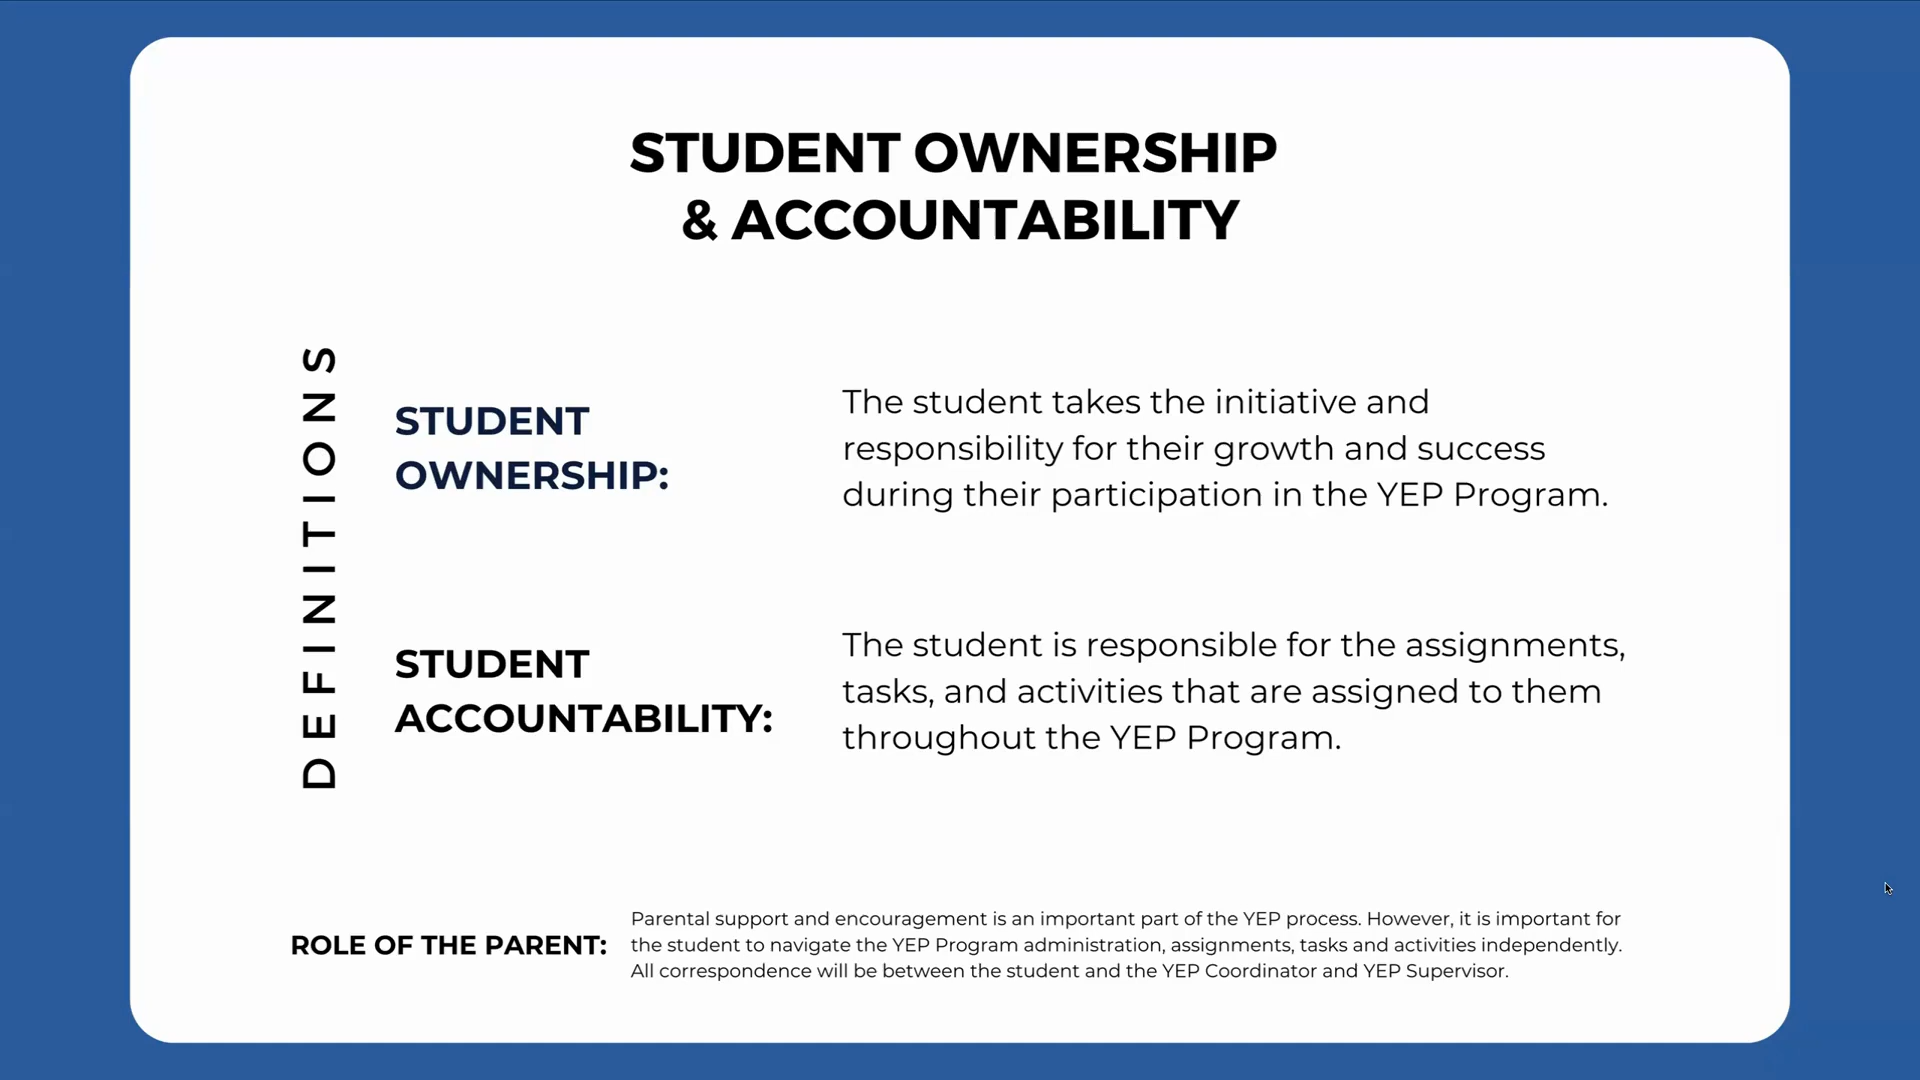 STUDENT OWNERSHIP
& ACCOUNTABILITY
DEFINITIONS
STUDENT
OWNERSHIP:
The student takes the initiative and
responsibility for their growth and success
during their participation in the YEP Program.
STUDENT
ACCOUNTABILITY:
The student is responsible for the assignments,
tasks, and activities that are assigned to them
throughout the YEP Program.
ROLE OF THE PARENT:
Parental support and encouragement is an important part of the YEP process. However, it is important for
the student to navigate the YEP Program administration, assignments, tasks and activities independently.
All correspondence will be between the student and the YEP Coordinator and YEP Supervisor.